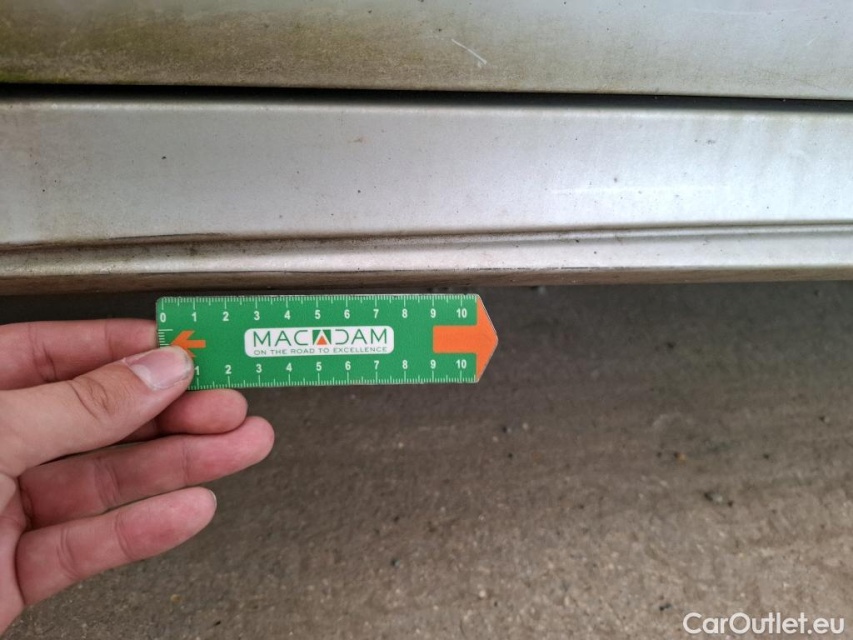 0 1 2 3 4 5 6 7 8 9 10
MACADAM
ON THE ROAD TO EXCELLENCE
1 2 3 4 5 6 7 8 9 10
CarOutlet.eu